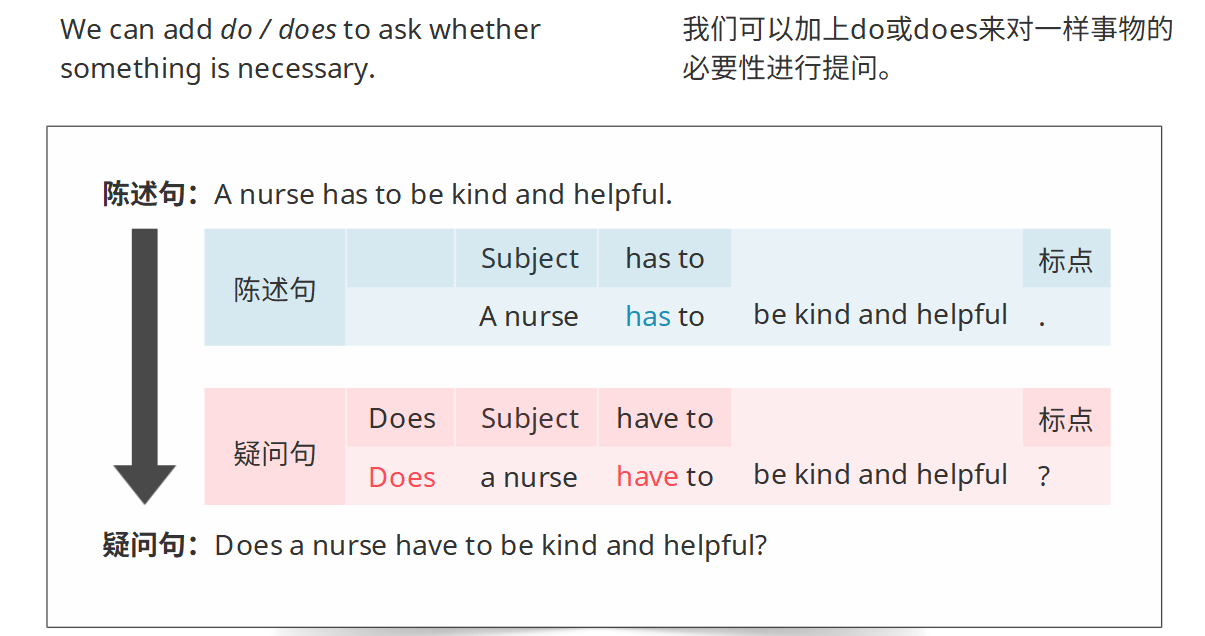 We can add do / does to ask whether
something is necessary.
我们可以加上do或does来对一样事物的
必要性进行提问。
陈述句：A nurse has to be kind and helpful.
陈述句
Subject has to 标点
A nurse has to be kind and helpful .
疑问句
Does Subject have to 标点
Does a nurse have to be kind and helpful ?
疑问句：Does a nurse have to be kind and helpful?